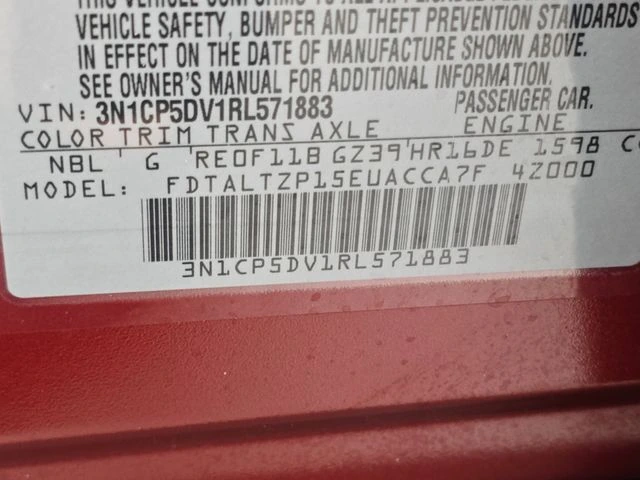 VEHICLE SAFETY, BUMPER AND THEFT PREVENTION STANDARDS
IN EFFECT ON THE DATE OF MANUFACTURE SHOWN ABOVE.
SEE OWNER'S MANUAL FOR ADDITIONAL INFORMATION.
VIN: 3N1CP5DV1RL571883 PASSENGER CAR.
COLOR TRIM TRANS AXLE ENGINE
NBL G RE0F11B GZ39 HR16DE 1598 C
MODEL: FDTALTZP15EUACCA7F 4Z000
3N1CP5DV1RL571883